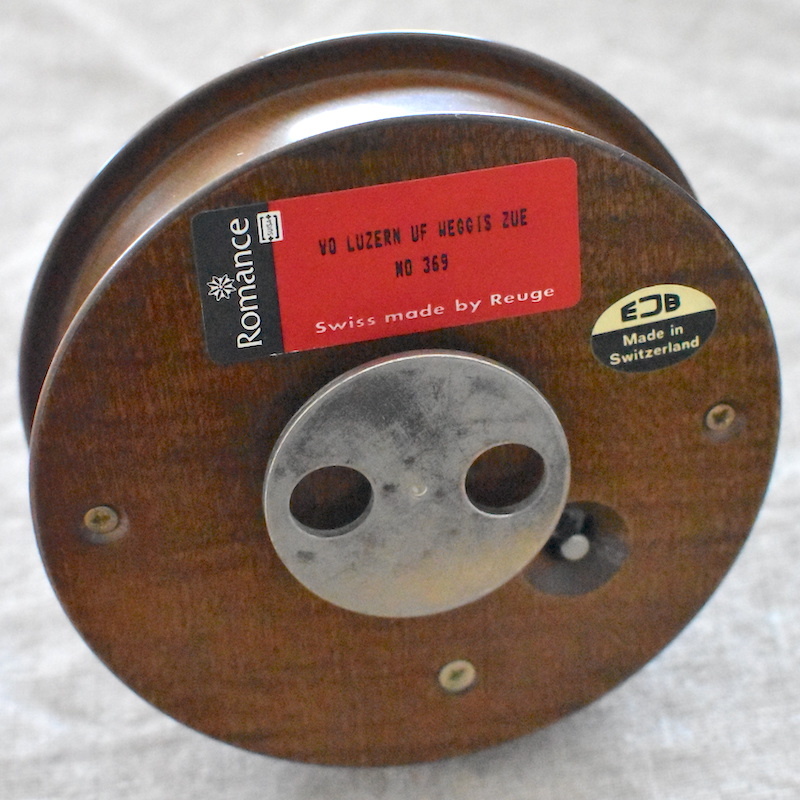 Romance
VO LUZERN UF WEGGIS ZUE
NO 369
Swiss made by Reuge
EJB
Made in
Switzerland